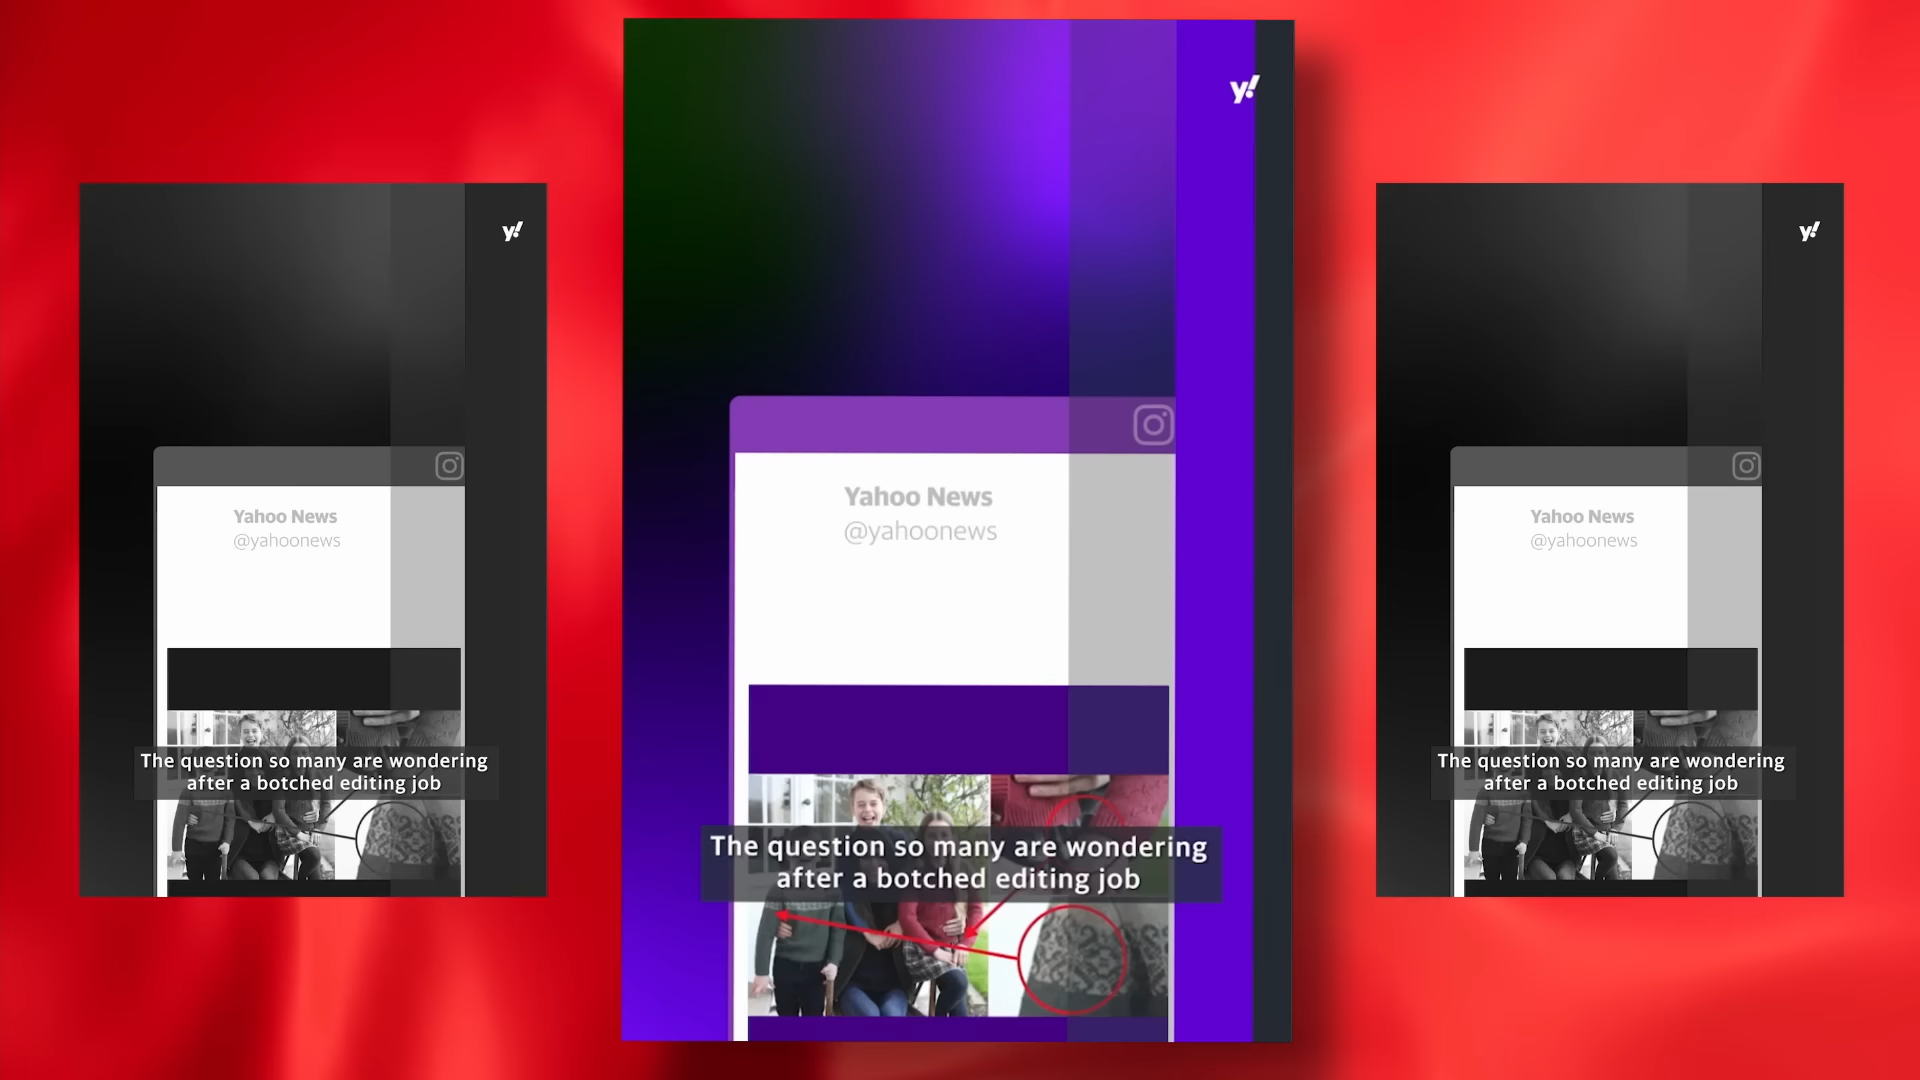 y!
Yahoo News
@yahoonews
The question so many are wondering
after a botched editing job
y!
Yahoo News
@yahoonews
The question so many are wondering
after a botched editing job
y!
Yahoo News
@yahoonews
The question so many are wondering
after a botched editing job